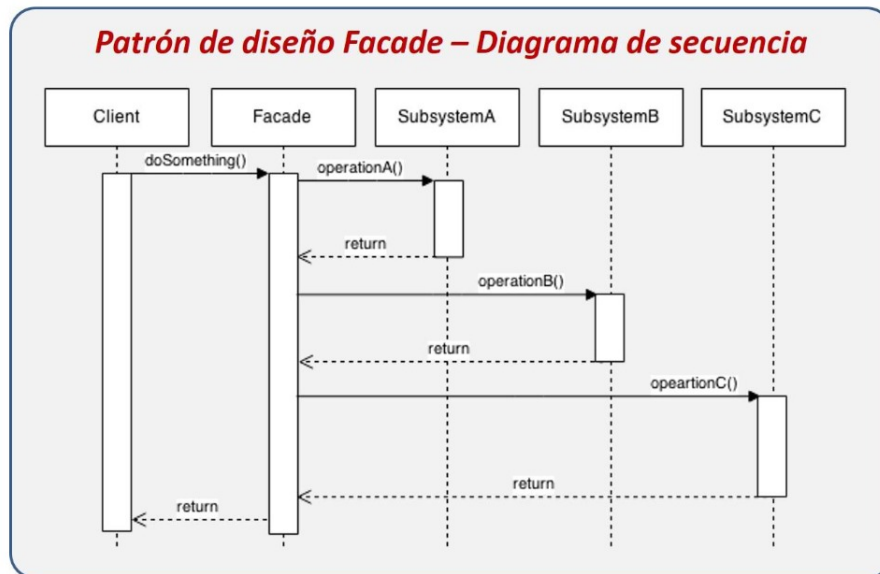 Patrón de diseño Facade – Diagrama de secuencia
Client
Facade
SubsystemA
SubsystemB
SubsystemC
doSomething()
operationA()
return
operationB()
return
opeartionC()
return
return